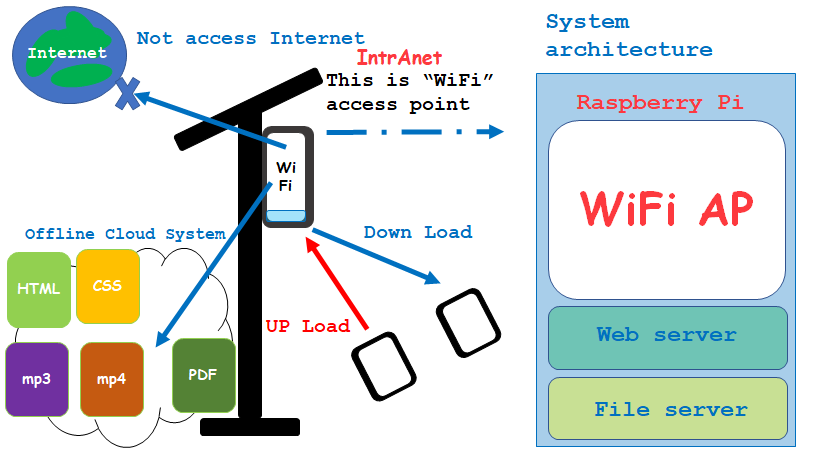 Internet
Not access Internet
IntrAnet
This is “WiFi”
access point
Wi
Fi
Offline Cloud System
HTML
CSS
mp3
mp4
PDF
Down Load
UP Load
System
architecture
Raspberry Pi
WiFi AP
Web server
File server